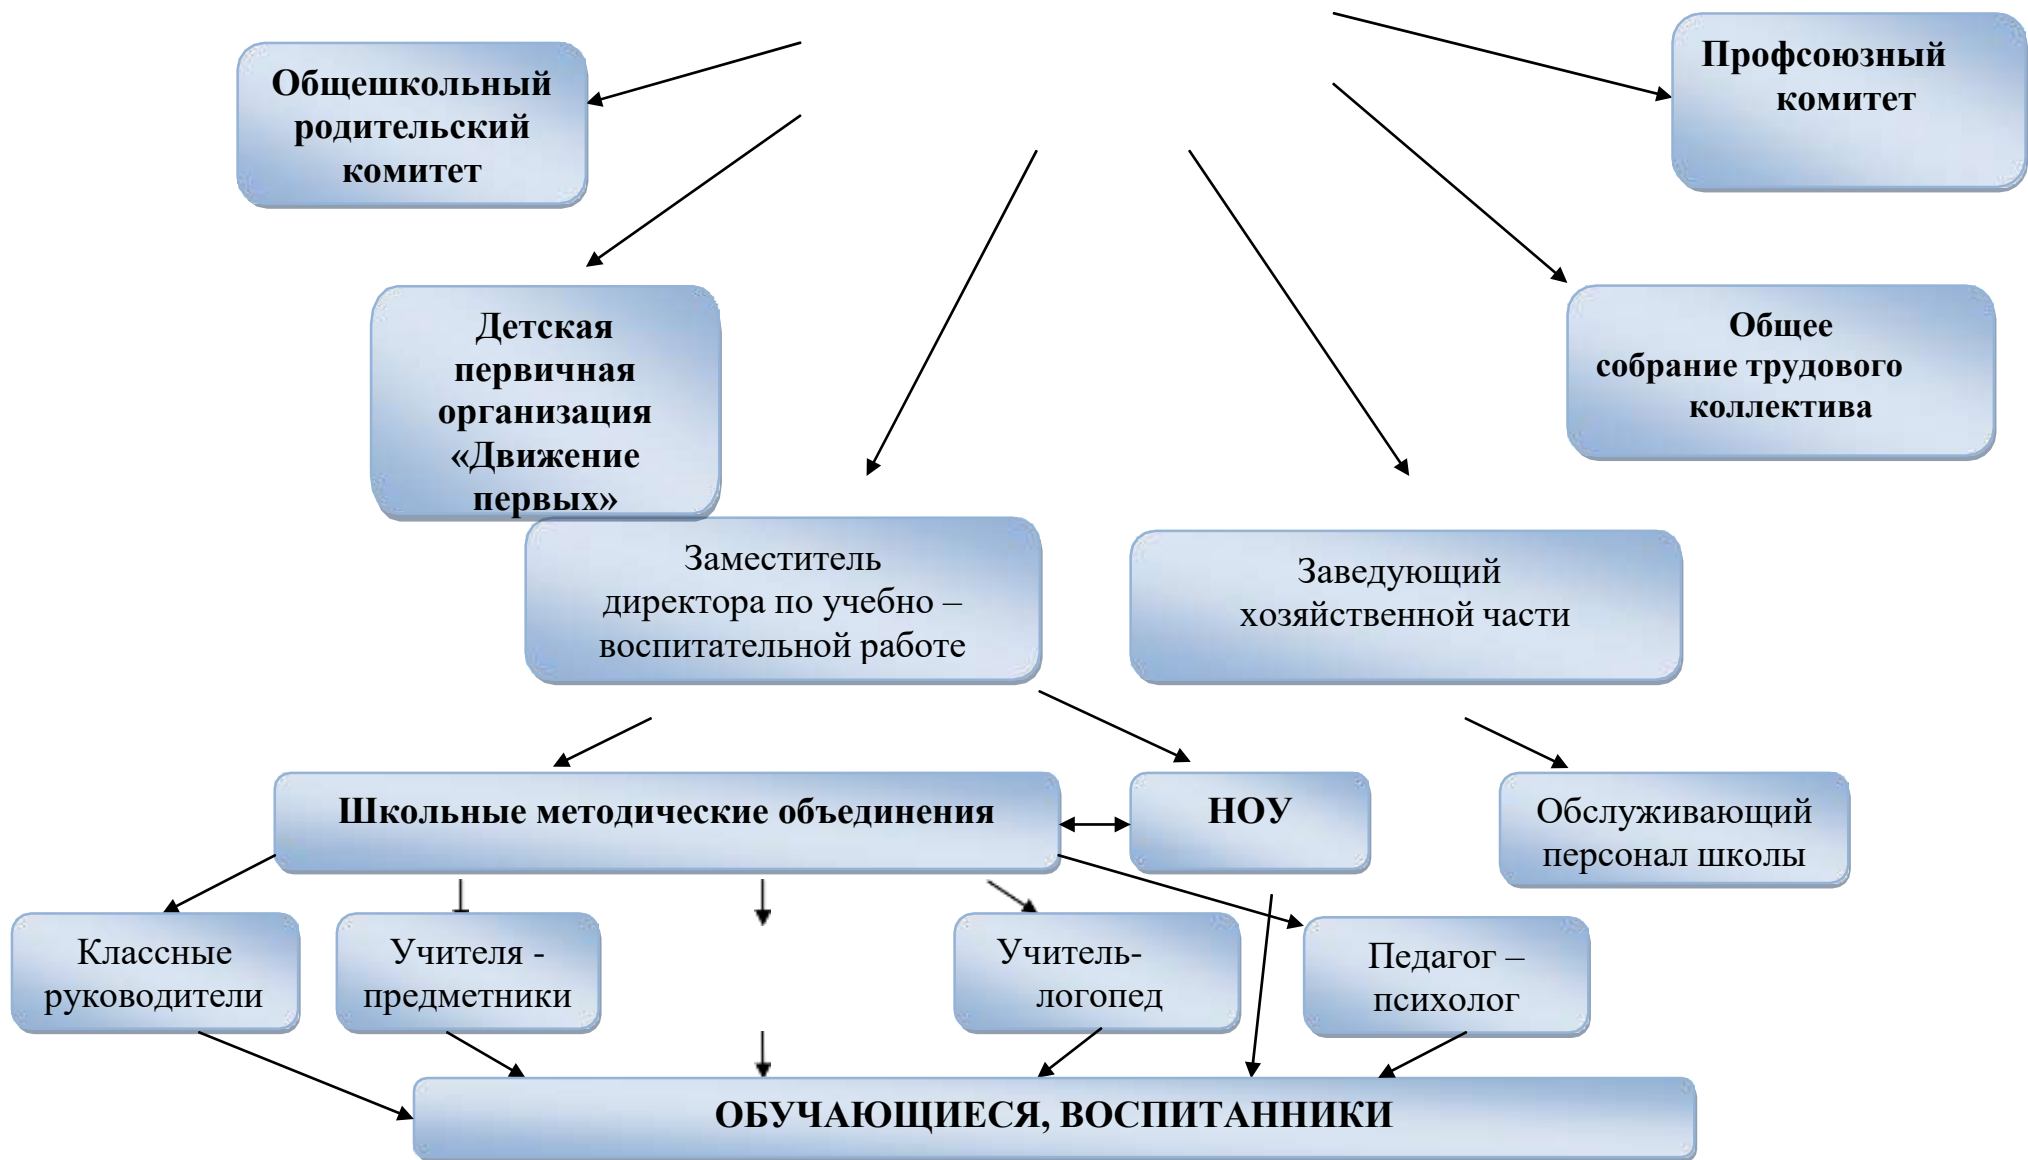 Общешкольный
родительский
комитет
Профсоюзный
комитет
Детская
первичная
организация
«Движение
первых»
Общее
собрание трудового
коллектива
Заместитель
директора по учебно –
воспитательной работе
Заведующий
хозяйственной части
Школьные методические объединения
НОУ
Обслуживающий
персонал школы
Классные
руководители
Учителя -
предметники
Учитель-
логопед
Педагог –
психолог
ОБУЧАЮЩИЕСЯ, ВОСПИТАННИКИ